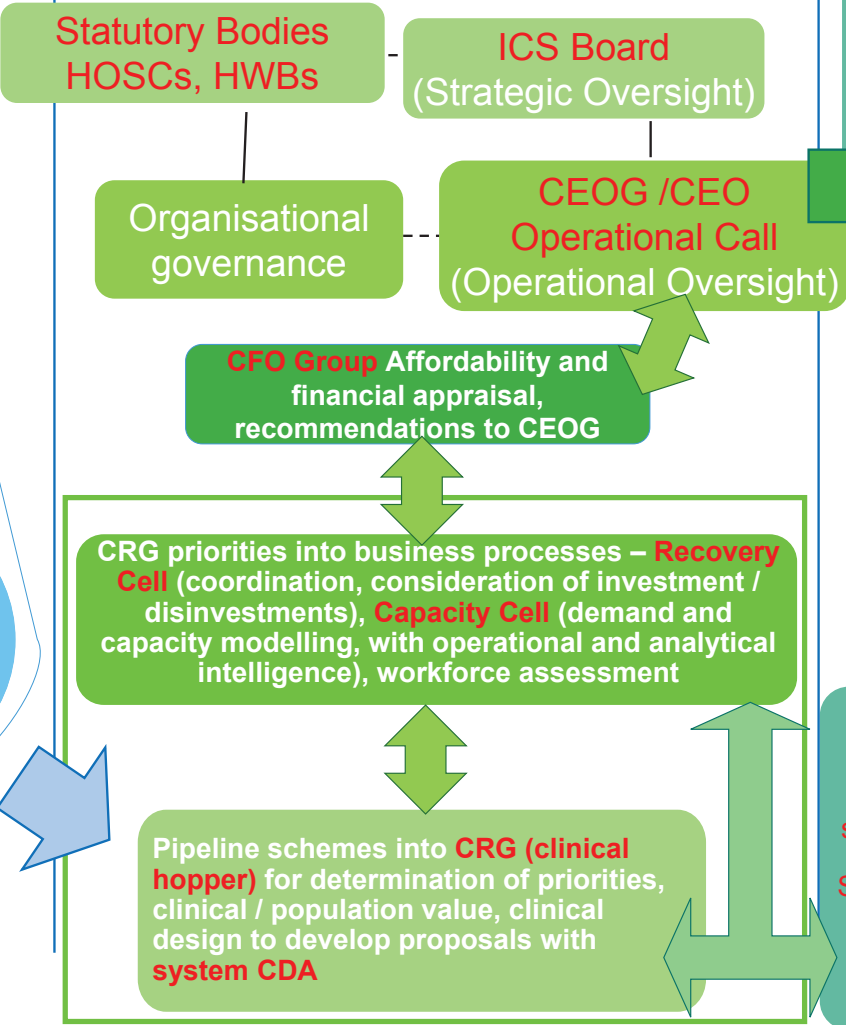 Statutory Bodies
HOSCs, HWBs
ICS Board
(Strategic Oversight)
Organisational
governance
CEOG /CEO
Operational Call
(Operational Oversight)
CFO Group Affordability and
financial appraisal,
recommendations to CEOG
CRG priorities into business processes – Recovery
Cell (coordination, consideration of investment /
disinvestments), Capacity Cell (demand and
capacity modelling, with operational and analytical
intelligence), workforce assessment
Pipeline schemes into CRG (clinical
hopper) for determination of priorities,
clinical / population value, clinical
design to develop proposals with
system CDA